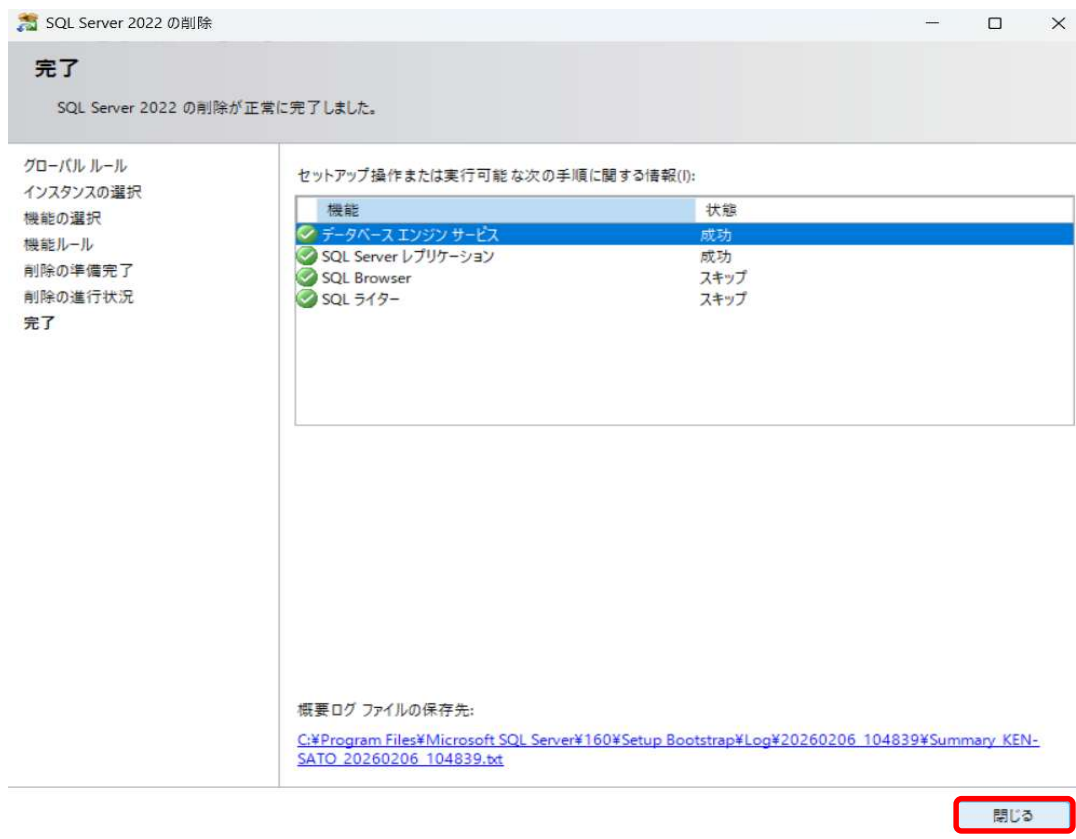 SQL Server 2022 の削除
完了
SQL Server 2022 の削除が正常に完了しました。
グローバル ルール
インスタンスの選択
機能の選択
機能ルール
削除の準備完了
削除の進行状況
完了
セットアップ操作または実行可能な次の手順に関する情報(I):
機能 状態
データベース エンジン サービス 成功
SQL Server レプリケーション 成功
SQL Browser スキップ
SQL ライター スキップ
概要ログ ファイルの保存先:
C:¥Program Files¥Microsoft SQL Server¥160¥Setup Bootstrap¥Log¥20260206_104839¥Summary_KEN-
SATO_20260206_104839.txt
閉じる